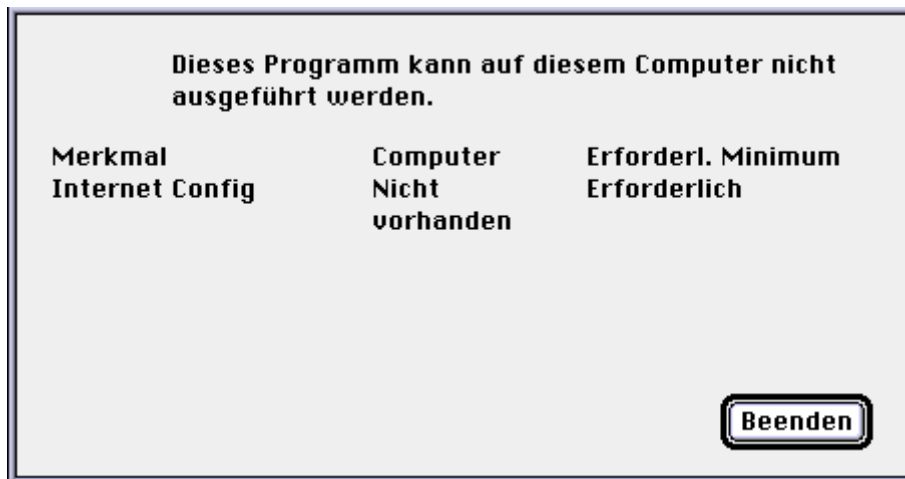 Dieses Programm kann auf diesem Computer nicht
ausgeführt werden.
Merkmal Computer Erforderl. Minimum
Internet Config Nicht Erforderlich
vorhanden
Beenden